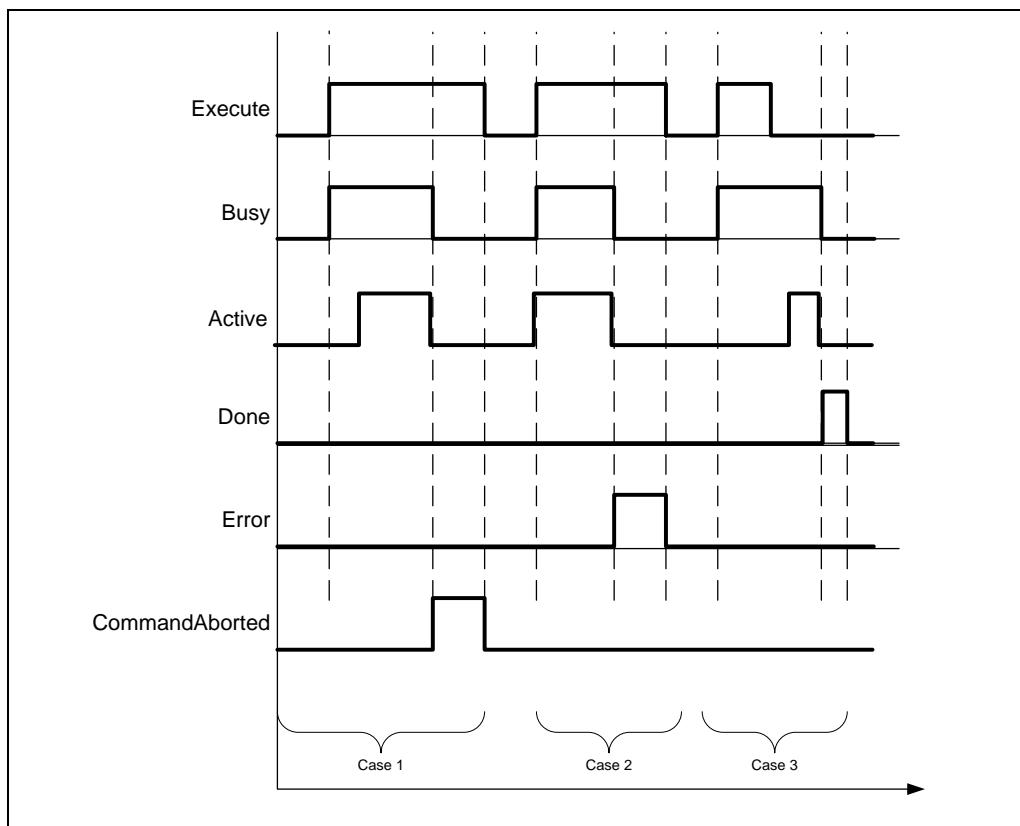 Execute
Busy
Active
Done
Error
CommandAborted
Case 1
Case 2
Case 3